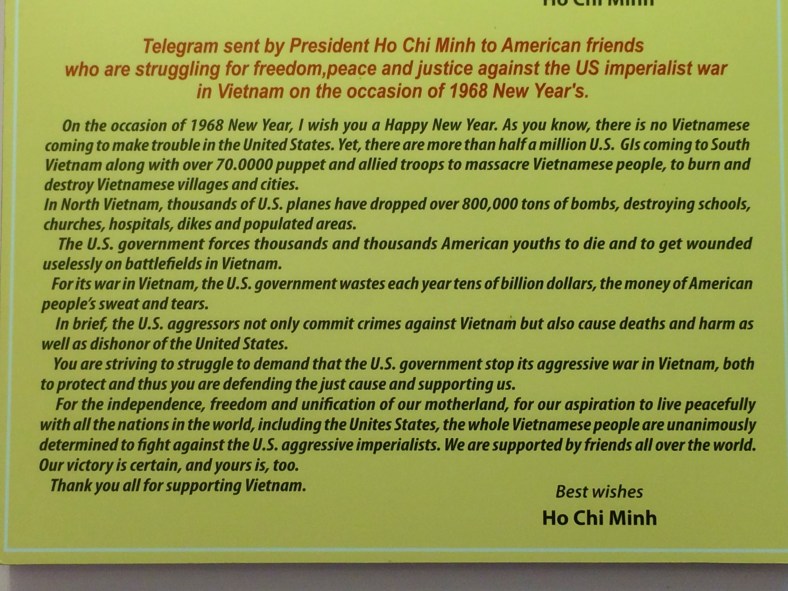 Ho Chi Minh
Telegram sent by President Ho Chi Minh to American friends
who are struggling for freedom,peace and justice against the US imperialist war
in Vietnam on the occasion of 1968 New Year's.
On the occasion of 1968 New Year, I wish you a Happy New Year. As you know, there is no Vietnamese
coming to make trouble in the United States. Yet, there are more than half a million U.S. GIs coming to South
Vietnam along with over 70.0000 puppet and allied troops to massacre Vietnamese people, to burn and
destroy Vietnamese villages and cities.
In North Vietnam, thousands of U.S. planes have dropped over 800,000 tons of bombs, destroying schools,
churches, hospitals, dikes and populated areas.
The U.S. government forces thousands and thousands American youths to die and to get wounded
uselessly on battlefields in Vietnam.
For its war in Vietnam, the U.S. government wastes each year tens of billion dollars, the money of American
people's sweat and tears.
In brief, the U.S. aggressors not only commit crimes against Vietnam but also cause deaths and harm as
well as dishonor of the United States.
You are striving to struggle to demand that the U.S. government stop its aggressive war in Vietnam, both
to protect and thus you are defending the just cause and supporting us.
For the independence, freedom and unification of our motherland, for our aspiration to live peacefully
with all the nations in the world, including the Unites States, the whole Vietnamese people are unanimously
determined to fight against the U.S. aggressive imperialists. We are supported by friends all over the world.
Our victory is certain, and yours is, too.
Thank you all for supporting Vietnam.
Best wishes
Ho Chi Minh